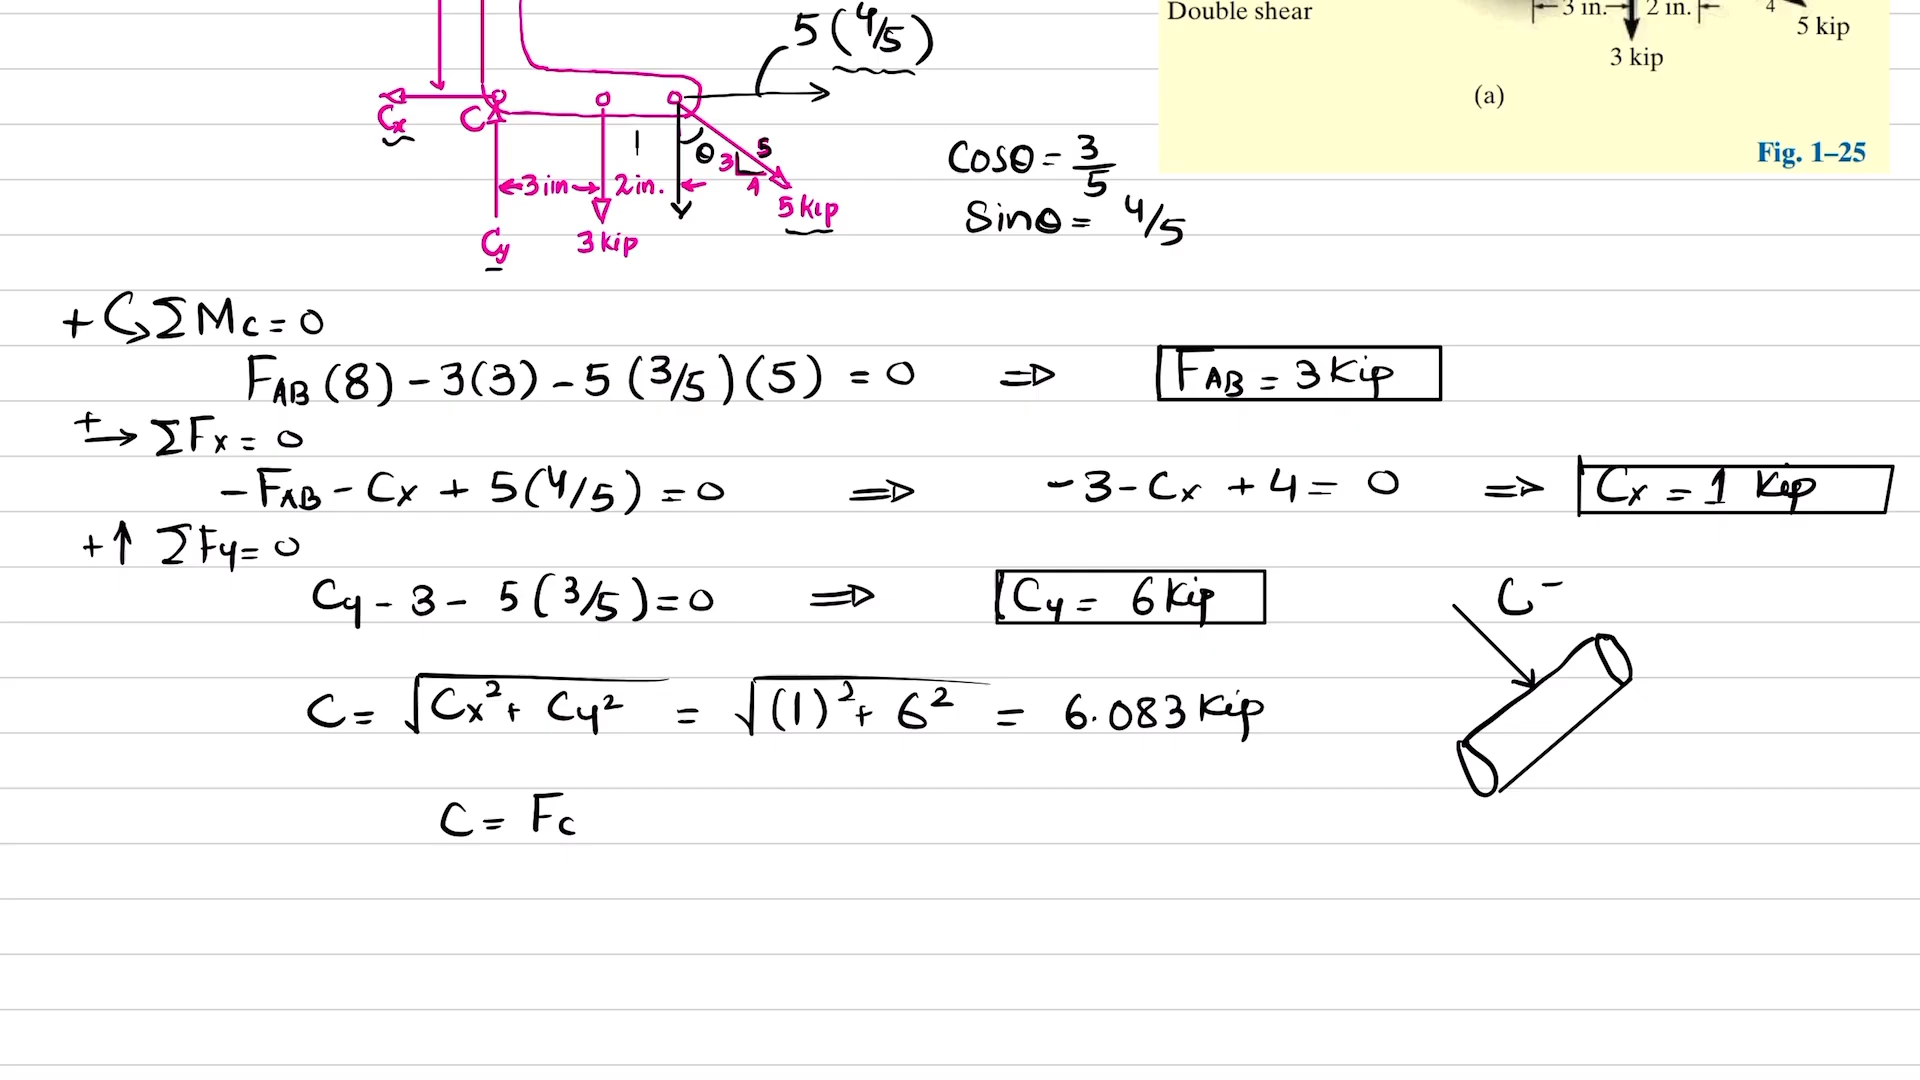 5(4/5)
Double shear
3 in. 2 in. 4
5 kip
3 kip
(a)
Fig. 1–25
Cx C
θ 3 5
4
3in 2in.
5 kip
Cy 3 kip
Cosθ = 3/5
Sinθ = 4/5
+ ΣMC = 0
FAB (8) - 3(3) - 5(3/5)(5) = 0 ⇒ FAB = 3 Kip
+→ ΣFx = 0
-FAB - Cx + 5(4/5) = 0 ⇒ -3 - Cx + 4 = 0 ⇒ Cx = 1 Kip
+↑ ΣFy = 0
Cy - 3 - 5(3/5) = 0 ⇒ Cy = 6 Kip
C
C = √Cx² + Cy² = √(1)² + 6² = 6.083 Kip
C = Fc